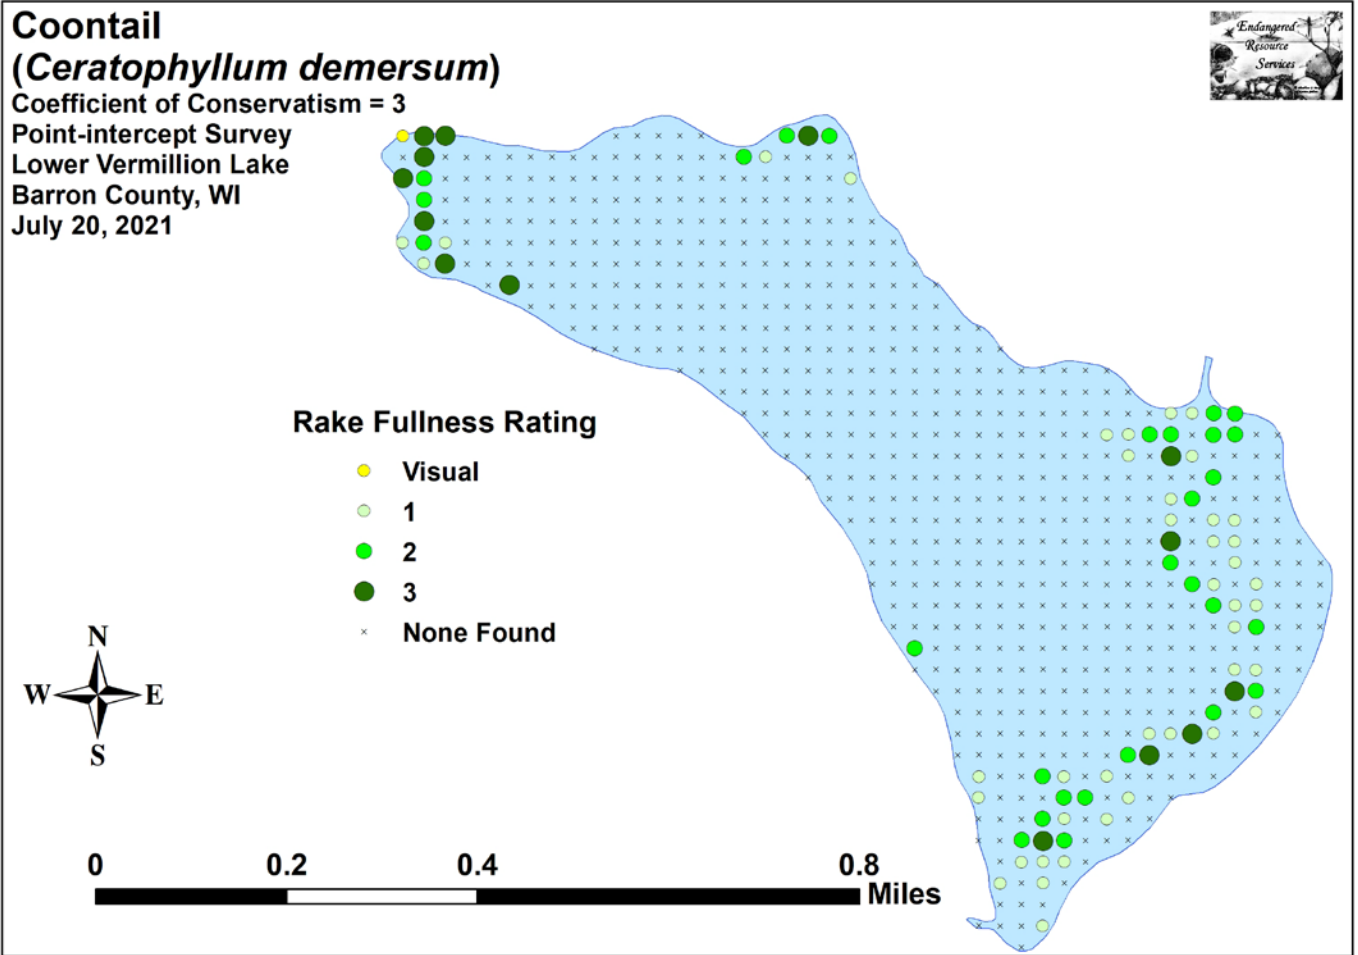 Coontail
(Ceratophyllum demersum)
Coefficient of Conservatism = 3
Point-intercept Survey
Lower Vermillion Lake
Barron County, WI
July 20, 2021
Endangered
Resource
Services
Rake Fullness Rating
Visual
1
2
3
None Found
N
W E
S
0 0.2 0.4 0.8
Miles